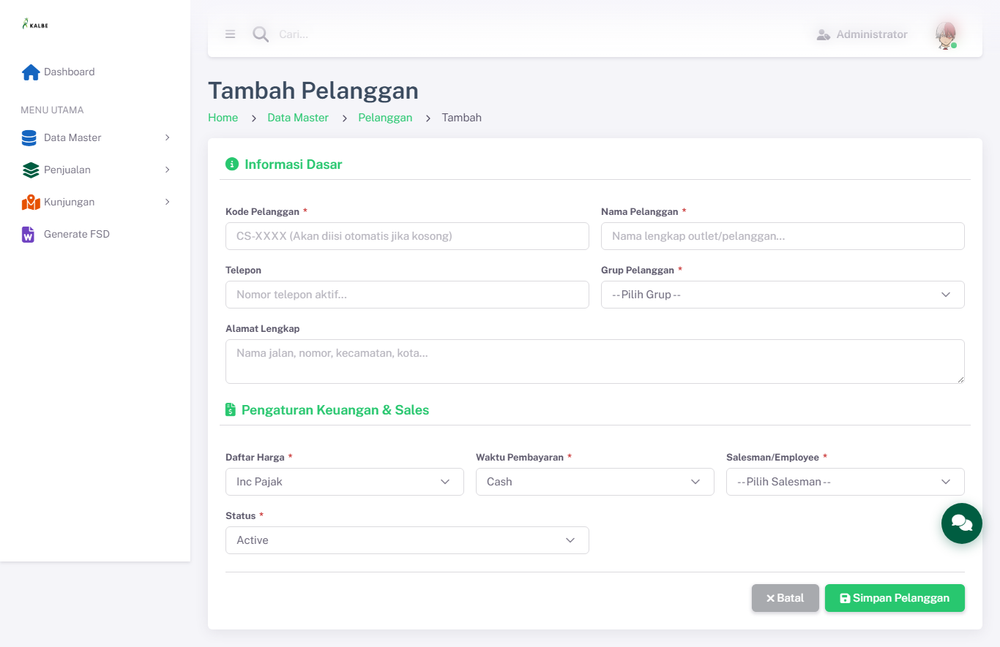 KALBE
Cari...
Administrator
Dashboard
MENU UTAMA
Data Master
Penjualan
Kunjungan
Generate FSD
Tambah Pelanggan
Home > Data Master > Pelanggan > Tambah
Informasi Dasar
Kode Pelanggan *
CS-XXXX (Akan diisi otomatis jika kosong)
Nama Pelanggan *
Nama lengkap outlet/pelanggan...
Telepon
Nomor telepon aktif...
Grup Pelanggan *
-- Pilih Grup --
Alamat Lengkap
Nama jalan, nomor, kecamatan, kota...
Pengaturan Keuangan & Sales
Daftar Harga *
Inc Pajak
Waktu Pembayaran *
Cash
Salesman/Employee *
-- Pilih Salesman --
Status *
Active
Batal
Simpan Pelanggan